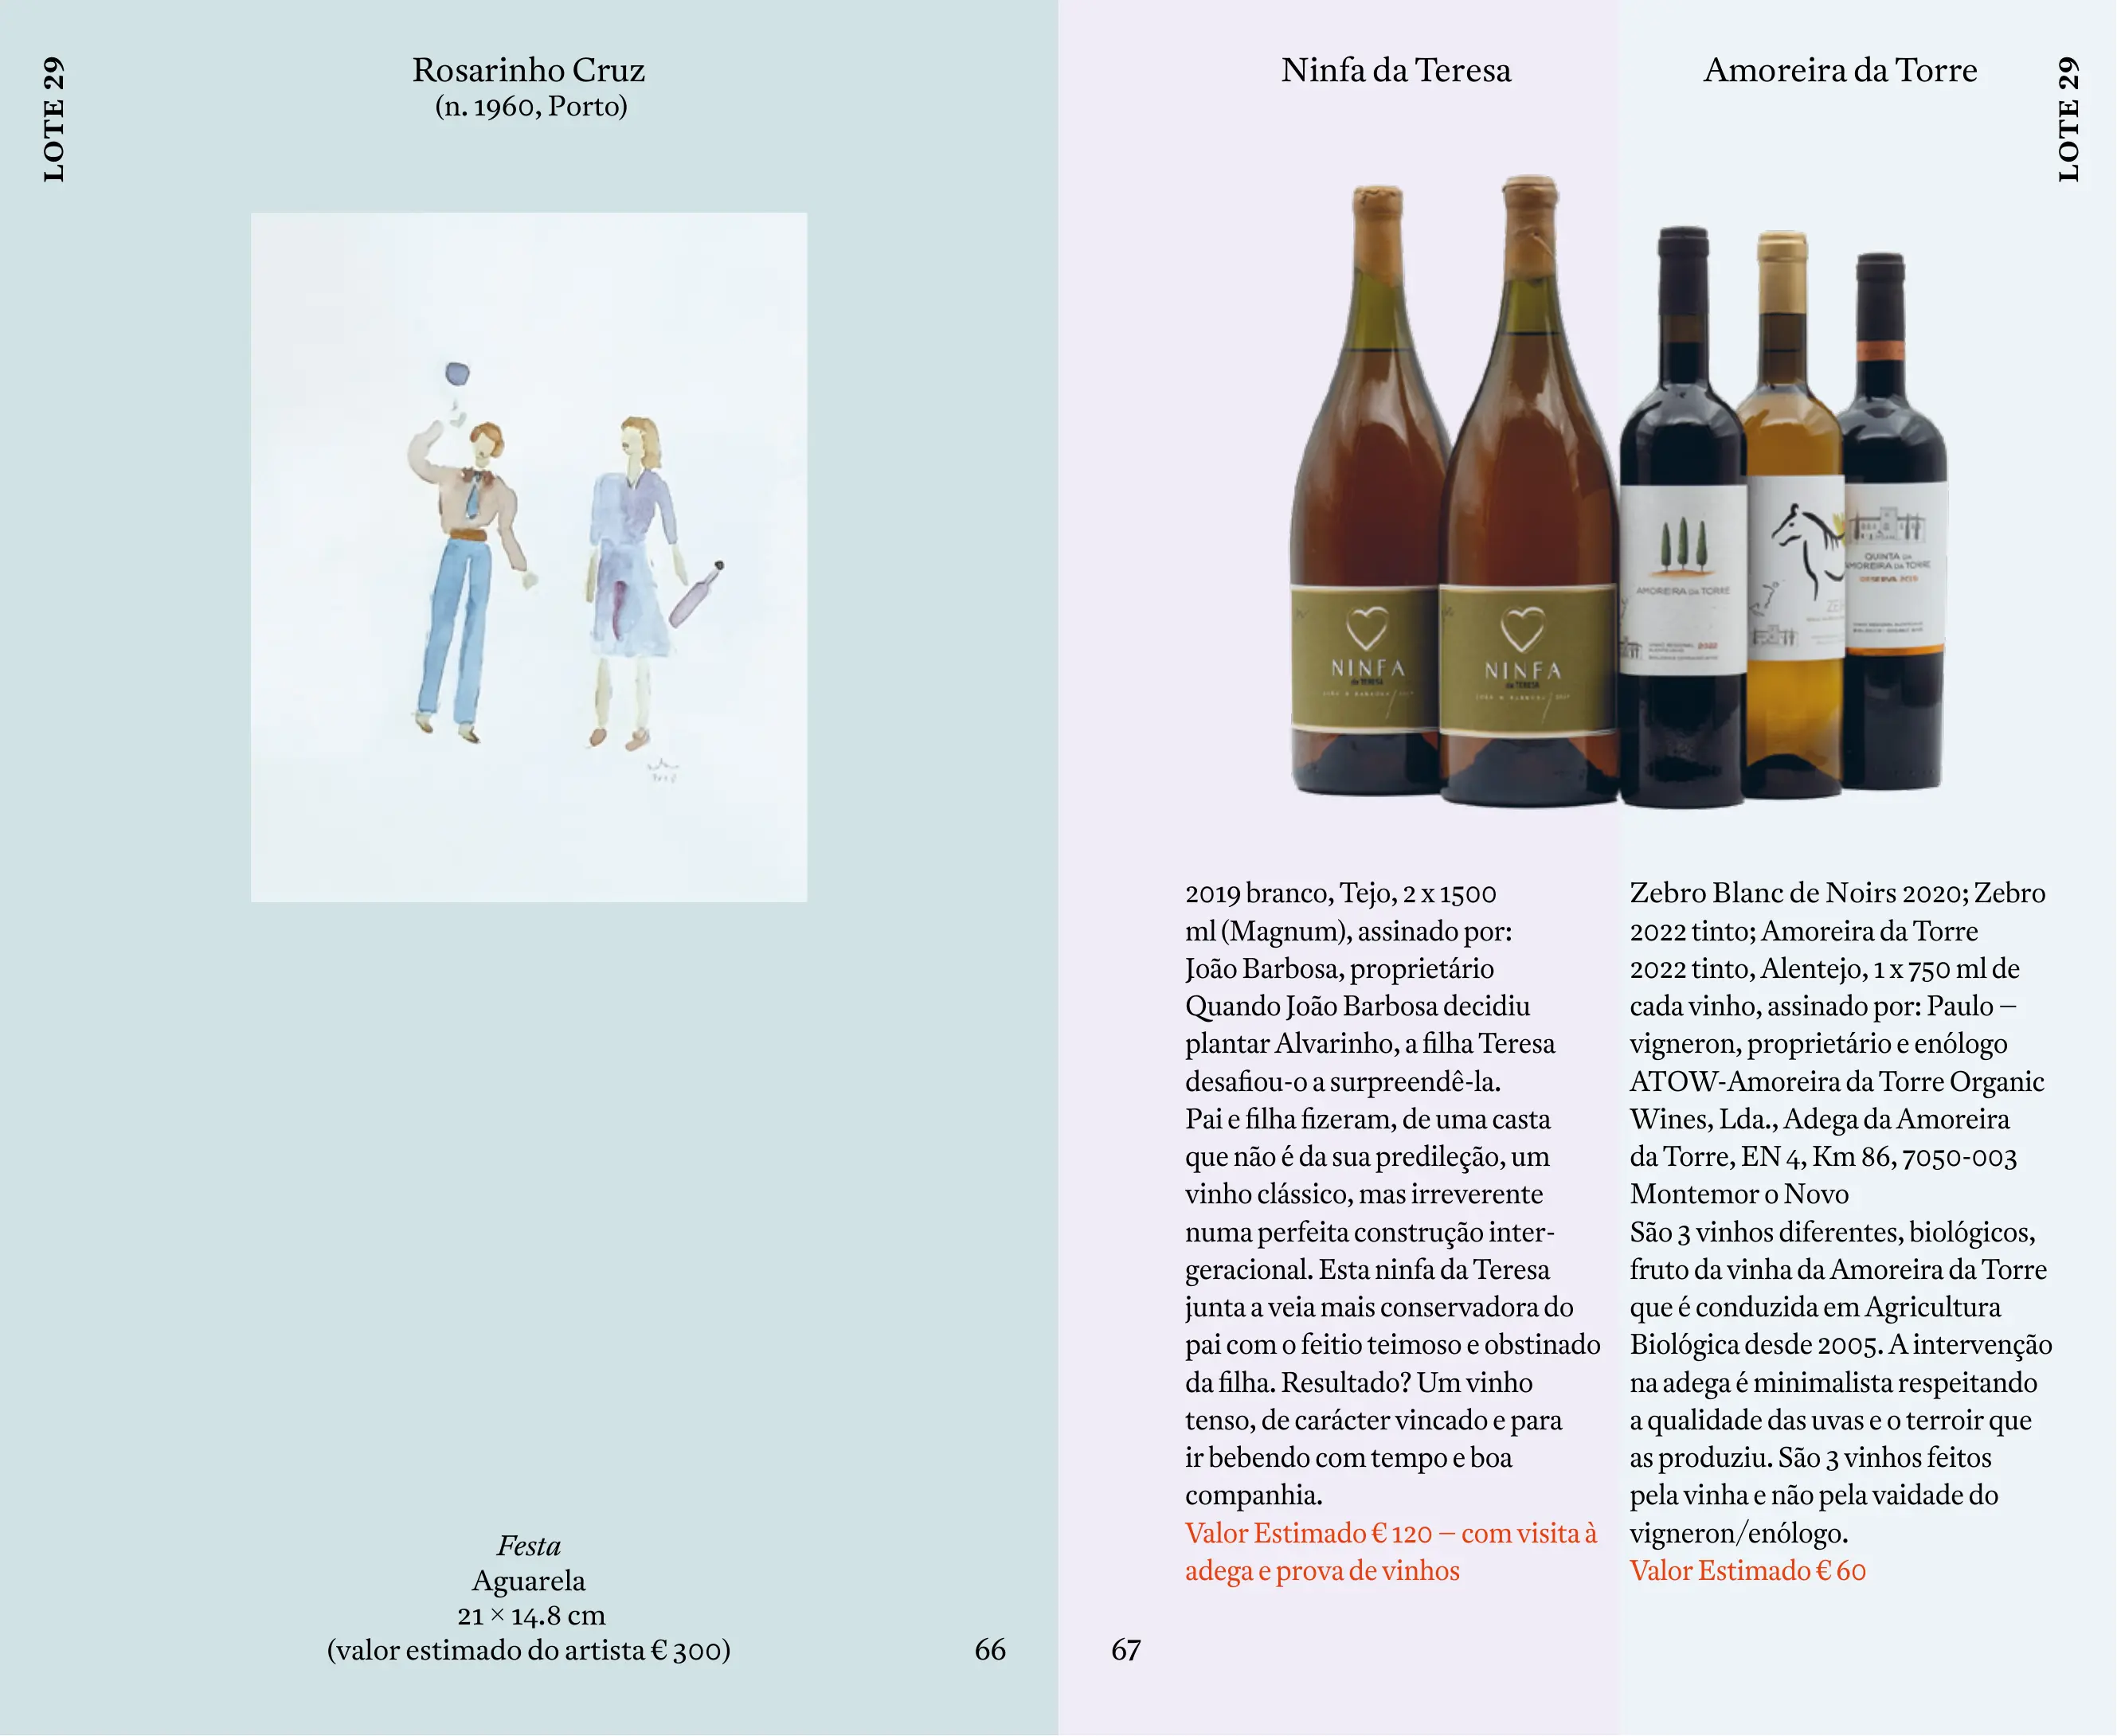 LOTE 29
Rosarinho Cruz
(n. 1960, Porto)
Festa
Aguarela
21 × 14.8 cm
(valor estimado do artista € 300)
66
Ninfa da Teresa
Amoreira da Torre
LOTE 29
NINFA
da TERESA
NINFA
da TERESA
AMOREIRA DA TORRE
2022
QUINTA DA
AMOREIRA DA TORRE
RESERVA 2019
2019 branco, Tejo, 2 x 1500
ml (Magnum), assinado por:
João Barbosa, proprietário
Quando João Barbosa decidiu
plantar Alvarinho, a filha Teresa
desafiou-o a surpreendê-la.
Pai e filha fizeram, de uma casta
que não é da sua predileção, um
vinho clássico, mas irreverente
numa perfeita construção inter-
geracional. Esta ninfa da Teresa
junta a veia mais conservadora do
pai com o feitio teimoso e obstinado
da filha. Resultado? Um vinho
tenso, de carácter vincado e para
ir bebendo com tempo e boa
companhia.
Valor Estimado € 120 – com visita à
adega e prova de vinhos
Zebro Blanc de Noirs 2020; Zebro
2022 tinto; Amoreira da Torre
2022 tinto, Alentejo, 1 x 750 ml de
cada vinho, assinado por: Paulo –
vigneron, proprietário e enólogo
ATOW-Amoreira da Torre Organic
Wines, Lda., Adega da Amoreira
da Torre, EN 4, Km 86, 7050-003
Montemor o Novo
São 3 vinhos diferentes, biológicos,
fruto da vinha da Amoreira da Torre
que é conduzida em Agricultura
Biológica desde 2005. A intervenção
na adega é minimalista respeitando
a qualidade das uvas e o terroir que
as produziu. São 3 vinhos feitos
pela vinha e não pela vaidade do
vigneron/enólogo.
Valor Estimado € 60
67